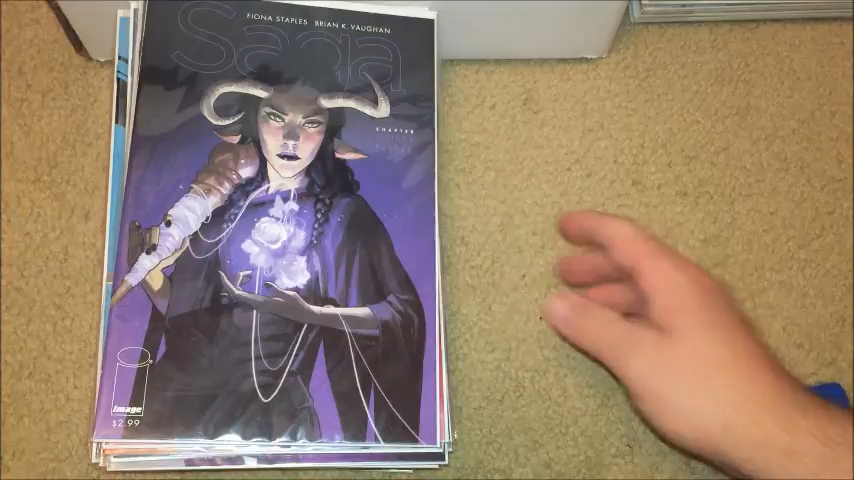 FIONA STAPLES BRIAN K. VAUGHAN
Saga
CHAPTER
image
$2.99